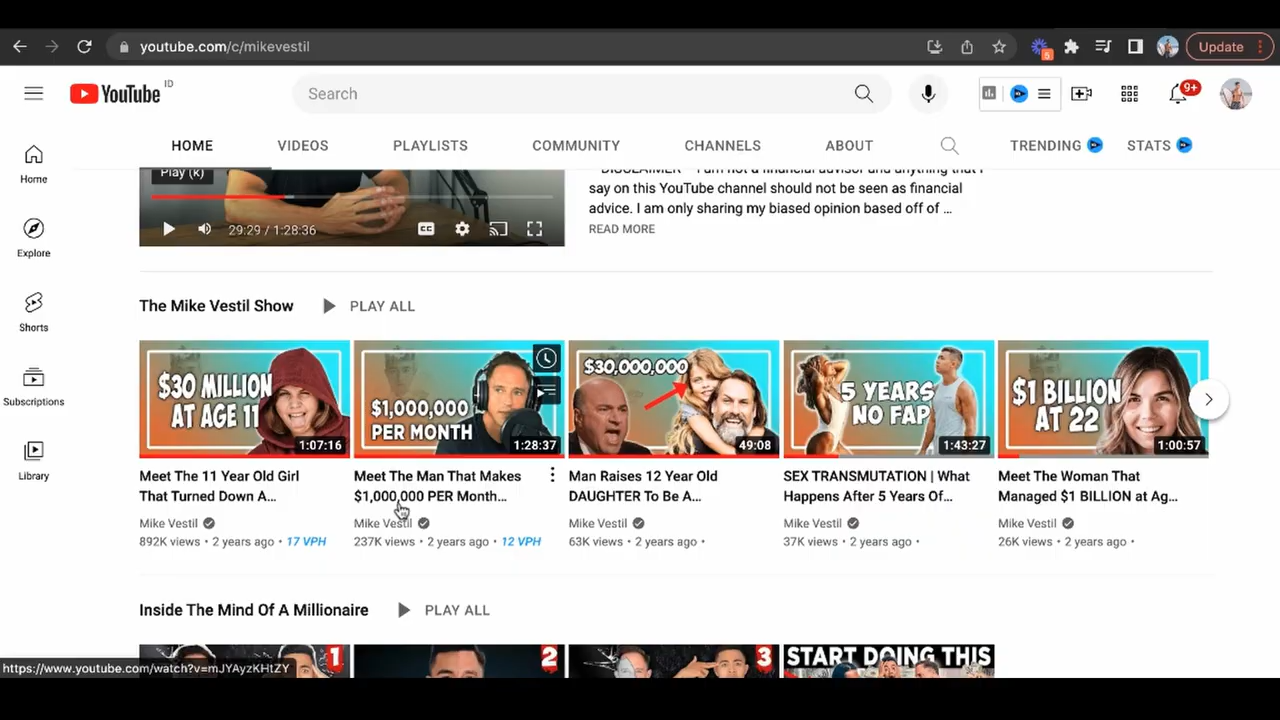 youtube.com/c/mikevestil
5
Update
YouTube ID
Search
9+
HOME
VIDEOS
PLAYLISTS
COMMUNITY
CHANNELS
ABOUT
TRENDING
STATS
Home
Explore
Shorts
Subscriptions
Library
Play (k)
29:29 / 1:28:36
CC
DISCLAIMER - I am not a financial advisor and anything that I
say on this YouTube channel should not be seen as financial
advice. I am only sharing my biased opinion based off of ...
READ MORE
The Mike Vestil Show
PLAY ALL
$30 MILLION
AT AGE 11
1:07:16
Meet The 11 Year Old Girl
That Turned Down A...
Mike Vestil
892K views • 2 years ago • 17 VPH
$1,000,000
PER MONTH
1:28:37
Meet The Man That Makes
$1,000,000 PER Month...
Mike Vestil
237K views • 2 years ago • 12 VPH
$30,000,000
49:08
Man Raises 12 Year Old
DAUGHTER To Be A...
Mike Vestil
63K views • 2 years ago •
5 YEARS
NO FAP
1:43:27
SEX TRANSMUTATION | What
Happens After 5 Years Of...
Mike Vestil
37K views • 2 years ago •
$1 BILLION
AT 22
1:00:57
Meet The Woman That
Managed $1 BILLION at Ag...
Mike Vestil
26K views • 2 years ago •
Inside The Mind Of A Millionaire
PLAY ALL
1
2
3
START DOING THIS
https://www.youtube.com/watch?v=mJYAyzKHtZY